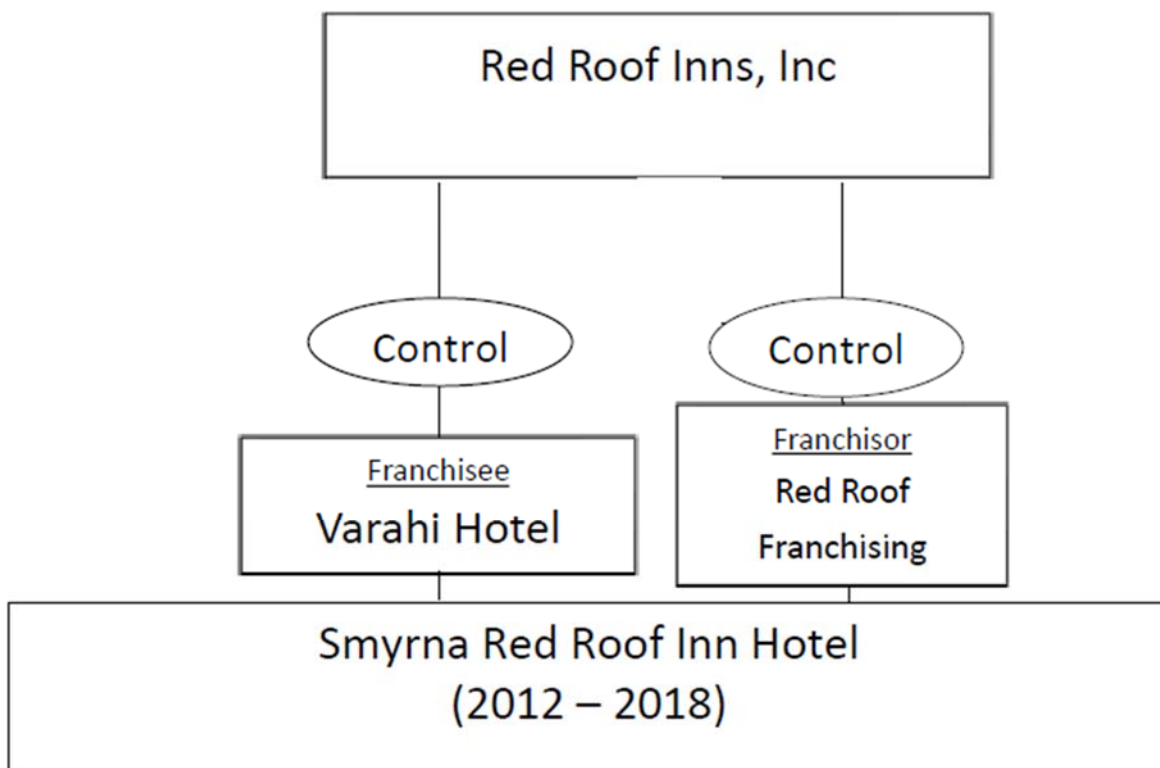 Red Roof Inns, Inc
Control
Control
Franchisee
Varahi Hotel
Franchisor
Red Roof
Franchising
Smyrna Red Roof Inn Hotel
(2012 – 2018)